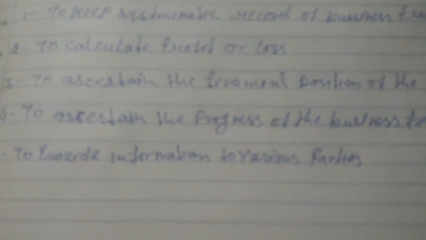 1- To keep systematic record of business
2- To calculate Profit or loss
3- To ascertain the financial position of the
4- To ascertain the Progress of the business
- To Provide information to various Parties